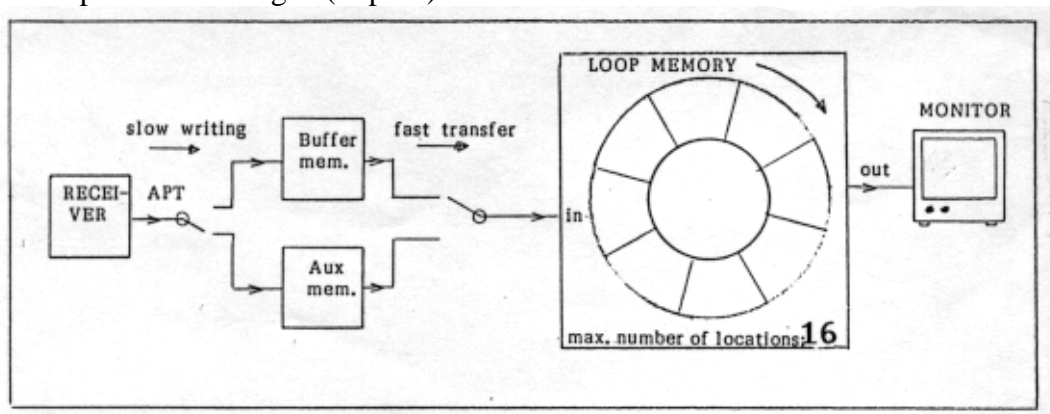 LOOP MEMORY
MONITOR
slow writing
fast transfer
Buffer
mem.
out
RECEI-
VER
APT
in
Aux
mem.
max. number of locations:16